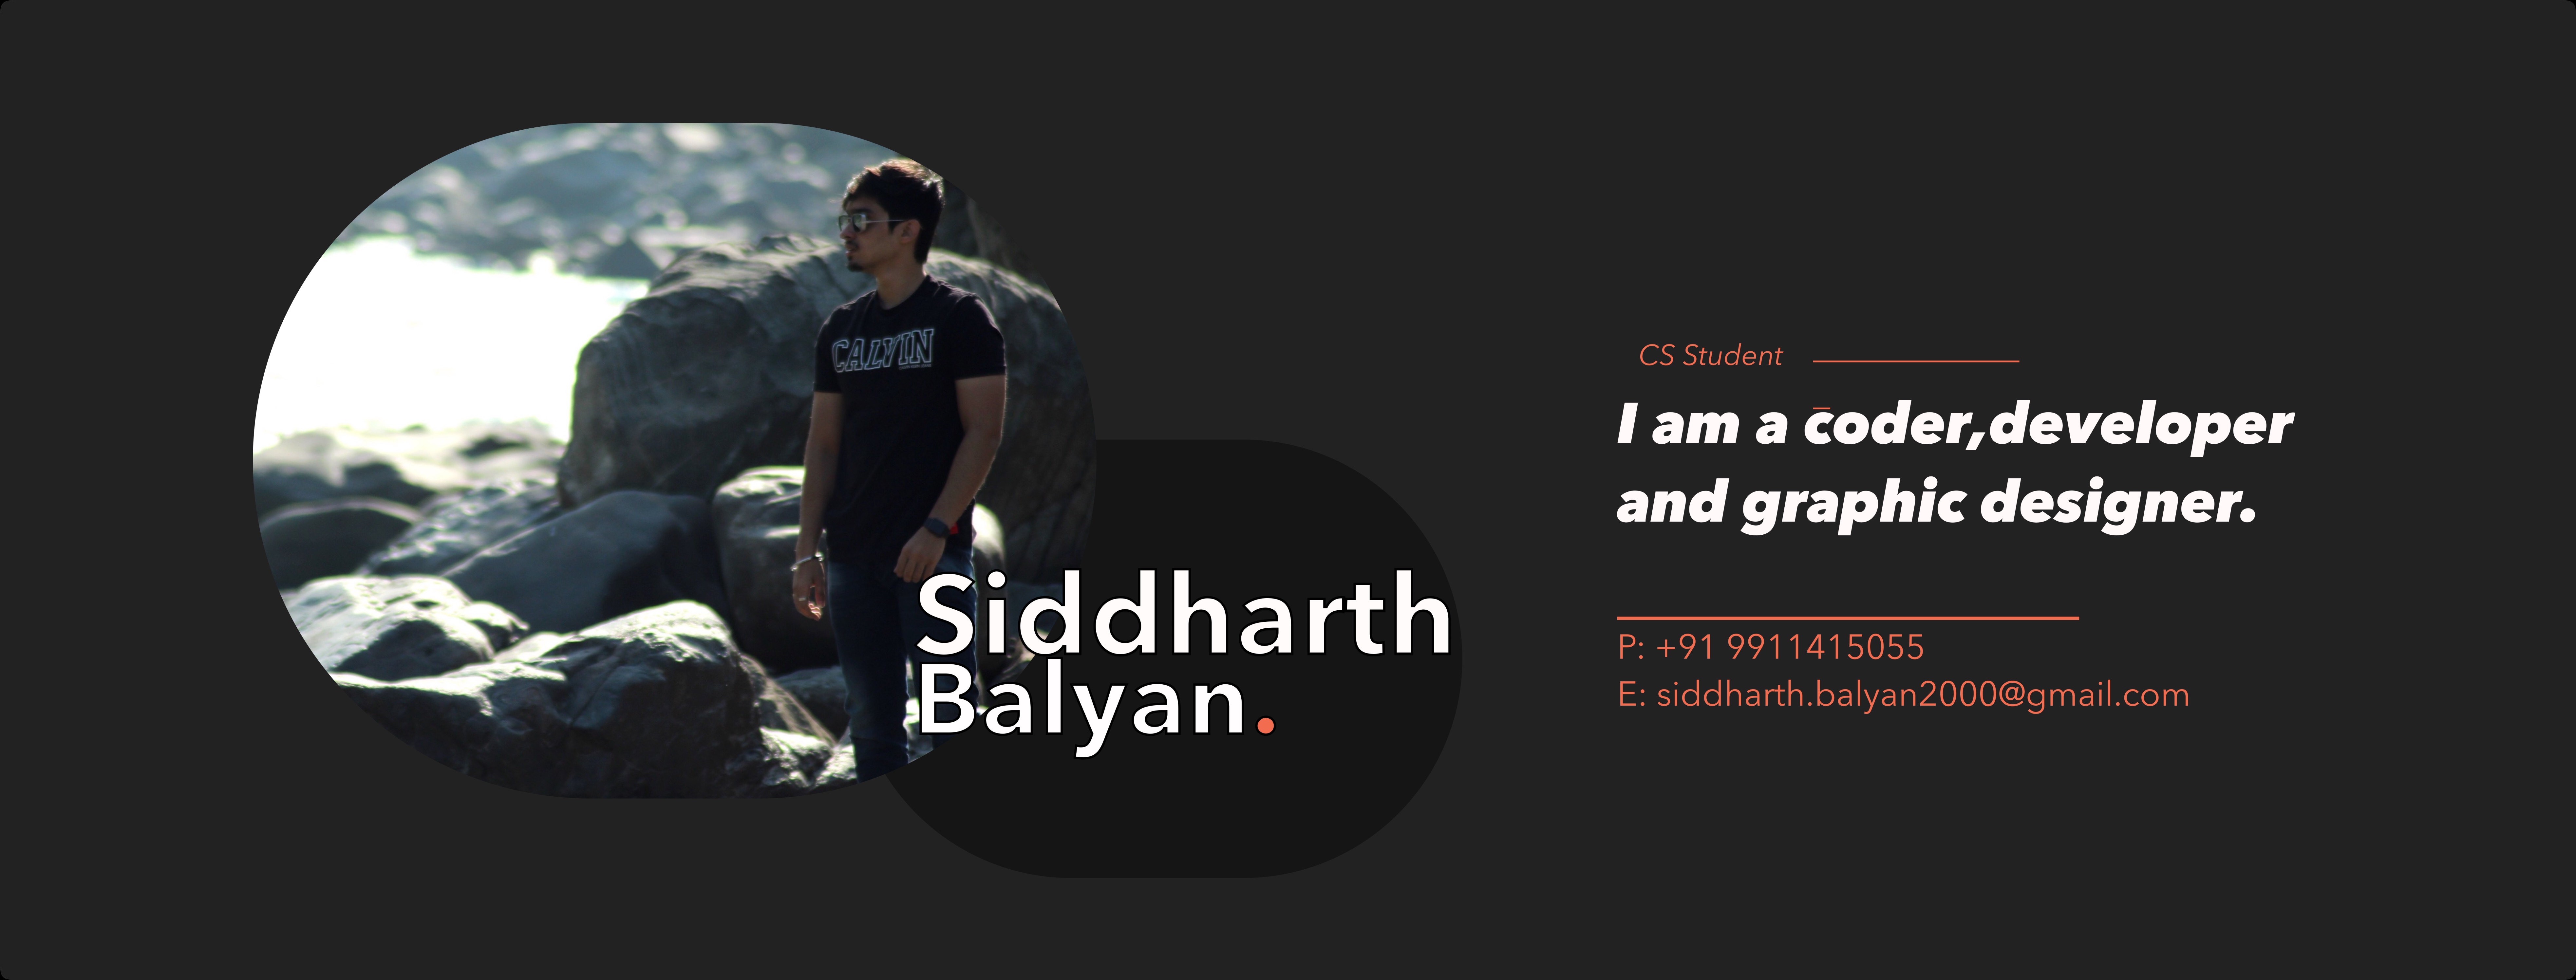 CALVIN
Siddharth
Balyan.
CS Student
I am a coder,developer
and graphic designer.
P: +91 9911415055
E: siddharth.balyan2000@gmail.com